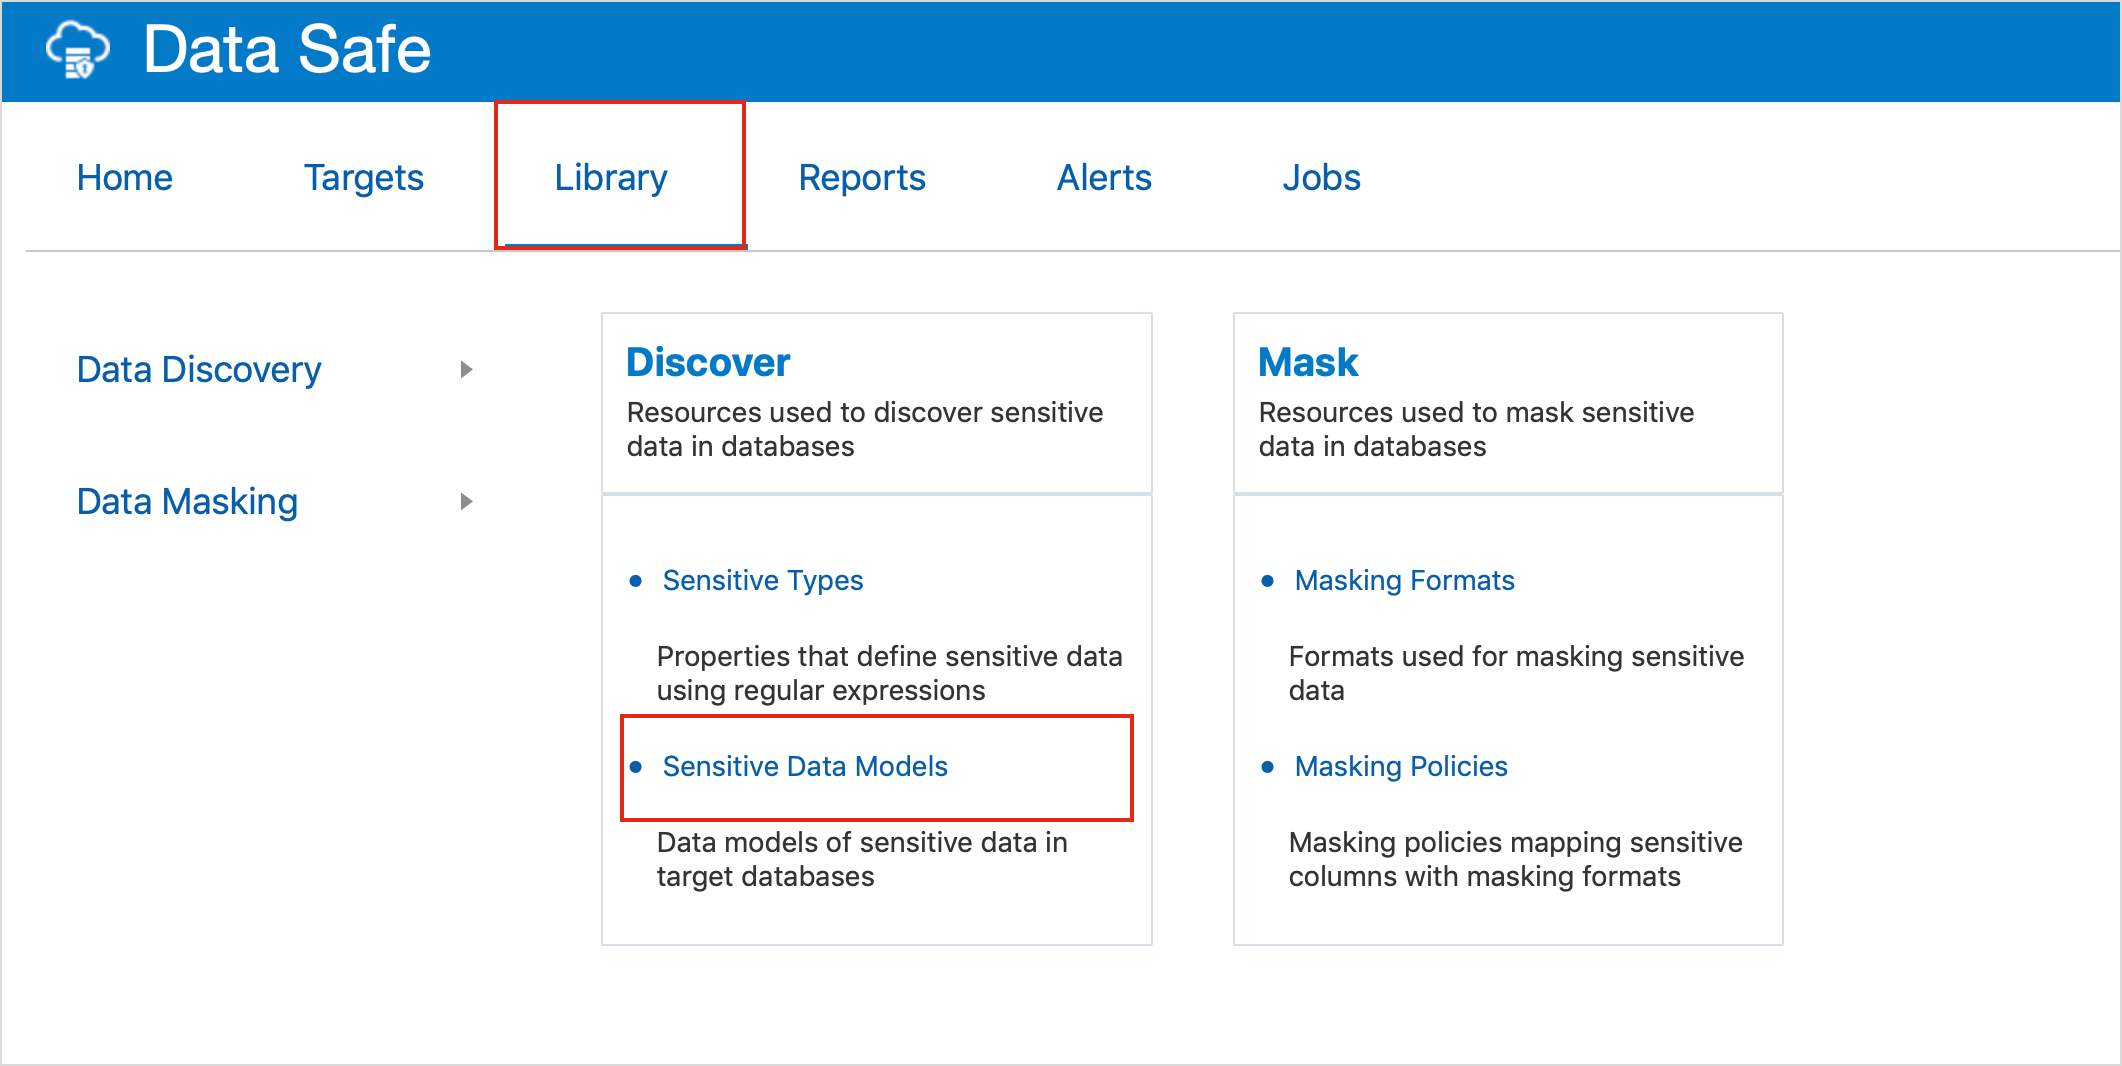 Data Safe
Home
Targets
Library
Reports
Alerts
Jobs
Data Discovery
Data Masking
Discover
Resources used to discover sensitive
data in databases
Sensitive Types
Properties that define sensitive data
using regular expressions
Sensitive Data Models
Data models of sensitive data in
target databases
Mask
Resources used to mask sensitive
data in databases
Masking Formats
Formats used for masking sensitive
data
Masking Policies
Masking policies mapping sensitive
columns with masking formats